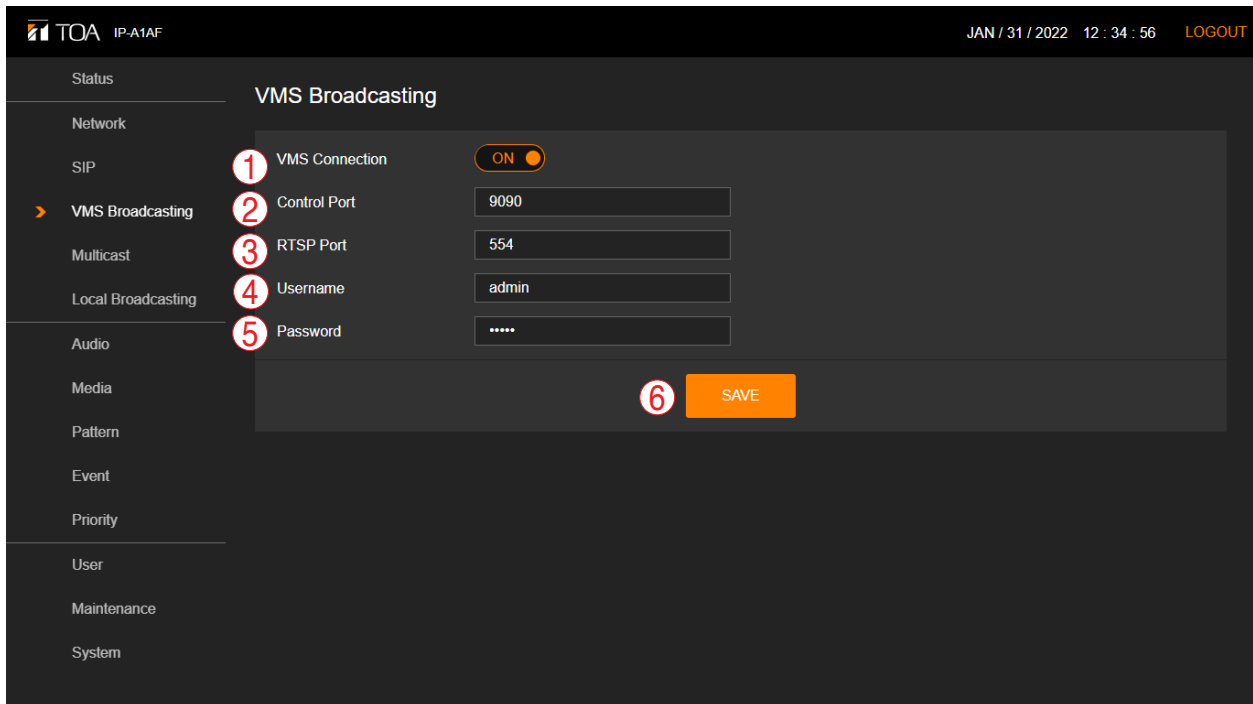 TOA IP-A1AF JAN / 31 / 2022 12 : 34 : 56 LOGOUT
Status
Network
SIP
VMS Broadcasting
Multicast
Local Broadcasting
Audio
Media
Pattern
Event
Priority
User
Maintenance
System
VMS Broadcasting
1 VMS Connection ON
2 Control Port 9090
3 RTSP Port 554
4 Username admin
5 Password •••••
6 SAVE